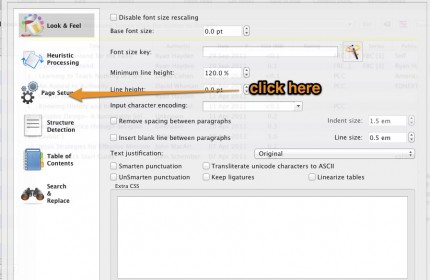 Look & Feel
Disable font size rescaling
Base font size: 0.0 pt
Heuristic
Processing
Font size key:
Minimum line height: 120.0 %
Page Setup
Line height: 0.0 pt
click here
Input character encoding:
Structure
Detection
Remove spacing between paragraphs Indent size: 1.5 em
Insert blank line between paragraphs Line size: 0.5 em
Table of
Contents
Text justification: Original
Smarten punctuation Transliterate unicode characters to ASCII
UnSmarten punctuation Keep ligatures Linearize tables
Search
&
Replace
Extra CSS